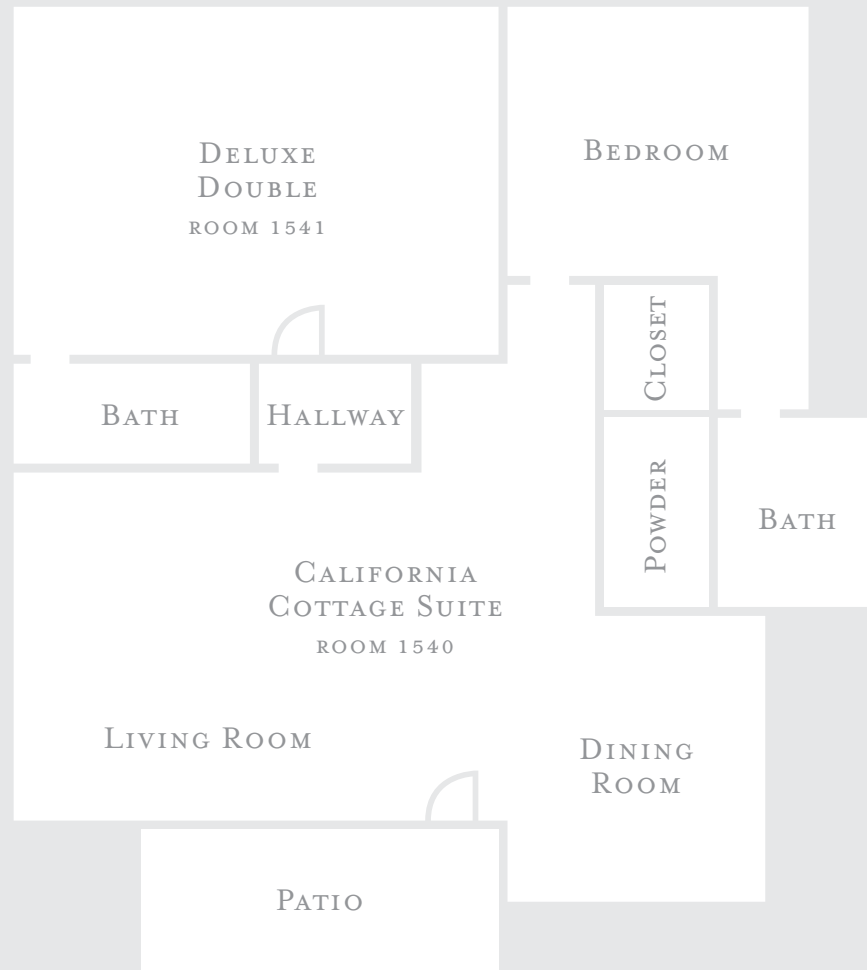 DELUXE
DOUBLE
ROOM 1541
BEDROOM
CLOSET
BATH
HALLWAY
POWDER
BATH
CALIFORNIA
COTTAGE SUITE
ROOM 1540
LIVING ROOM
DINING
ROOM
PATIO